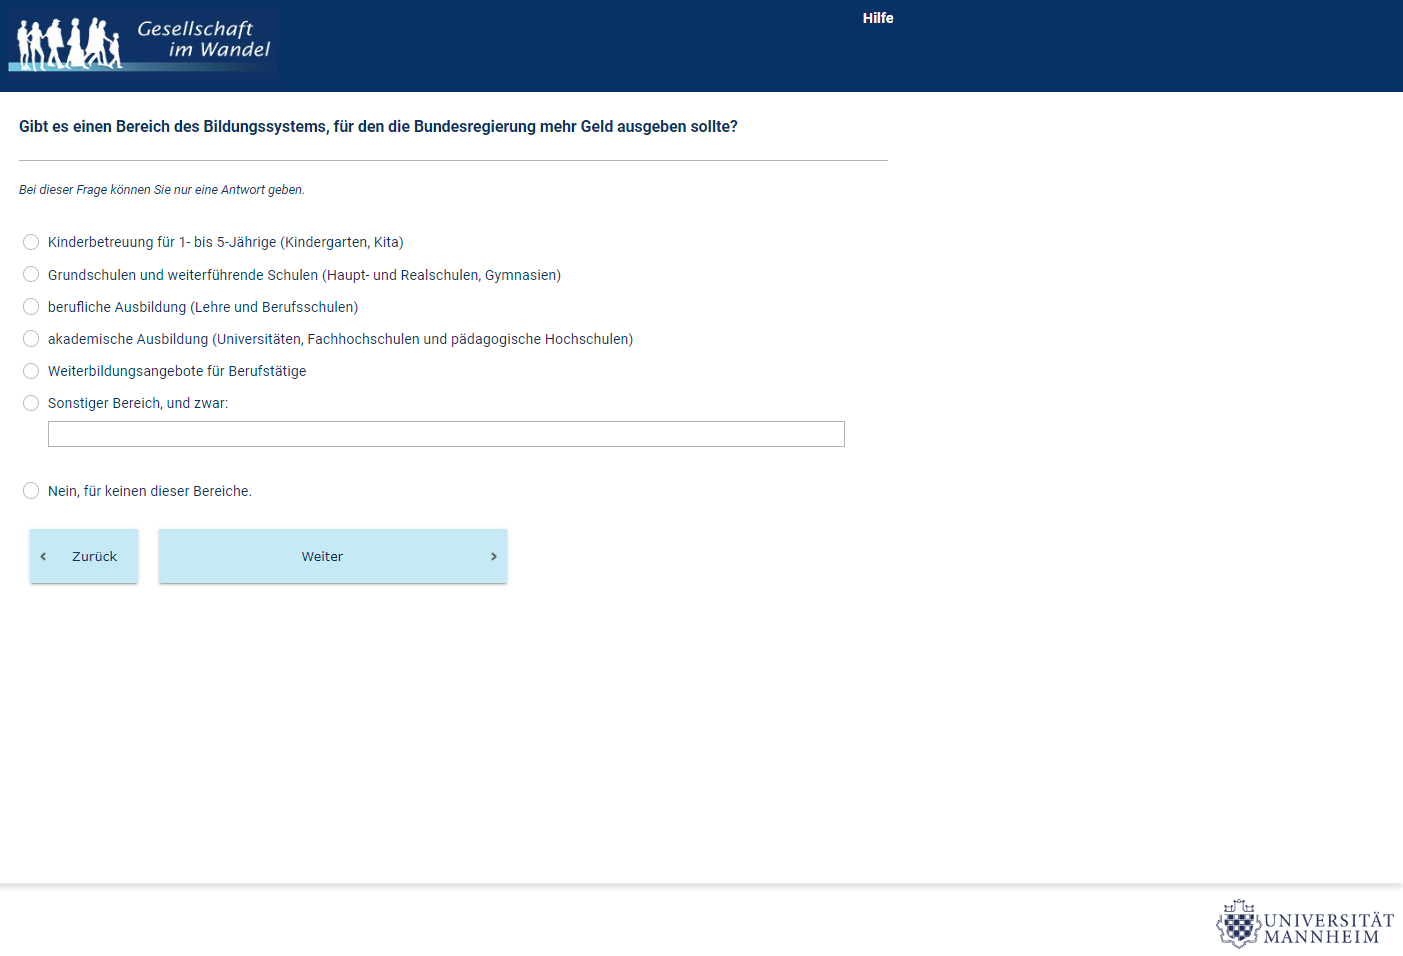 Gesellschaft
im Wandel
Hilfe
Gibt es einen Bereich des Bildungssystems, für den die Bundesregierung mehr Geld ausgeben sollte?
Bei dieser Frage können Sie nur eine Antwort geben.
Kinderbetreuung für 1- bis 5-Jährige (Kindergarten, Kita)
Grundschulen und weiterführende Schulen (Haupt- und Realschulen, Gymnasien)
berufliche Ausbildung (Lehre und Berufsschulen)
akademische Ausbildung (Universitäten, Fachhochschulen und pädagogische Hochschulen)
Weiterbildungsangebote für Berufstätige
Sonstiger Bereich, und zwar:
Nein, für keinen dieser Bereiche.
Zurück
Weiter
UNIVERSITÄT
MANNHEIM